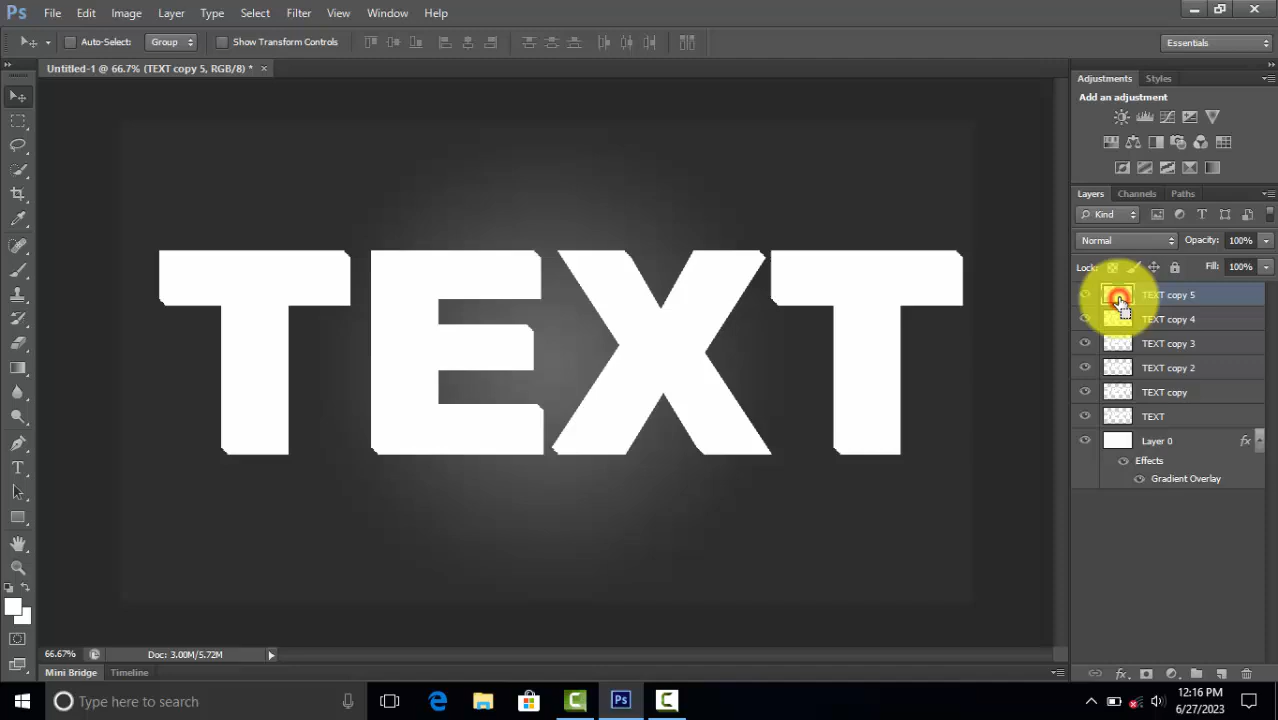 Ps File Edit Image Layer Type Select Filter View Window Help
Auto-Select: Group Show Transform Controls Essentials
Untitled-1 @ 66.7% (TEXT copy 5, RGB/8) * ×
Adjustments Styles
Add an adjustment
Layers Channels Paths
Kind
Normal Opacity: 100%
Lock: Fill: 100%
TEXT copy 5
TEXT copy 4
TEXT copy 3
TEXT copy 2
TEXT copy
TEXT
Layer 0 fx
Effects
Gradient Overlay
TEXT
66.67% Doc: 3.00M/5.72M
Mini Bridge Timeline
Type here to search
12:16 PM
6/27/2023